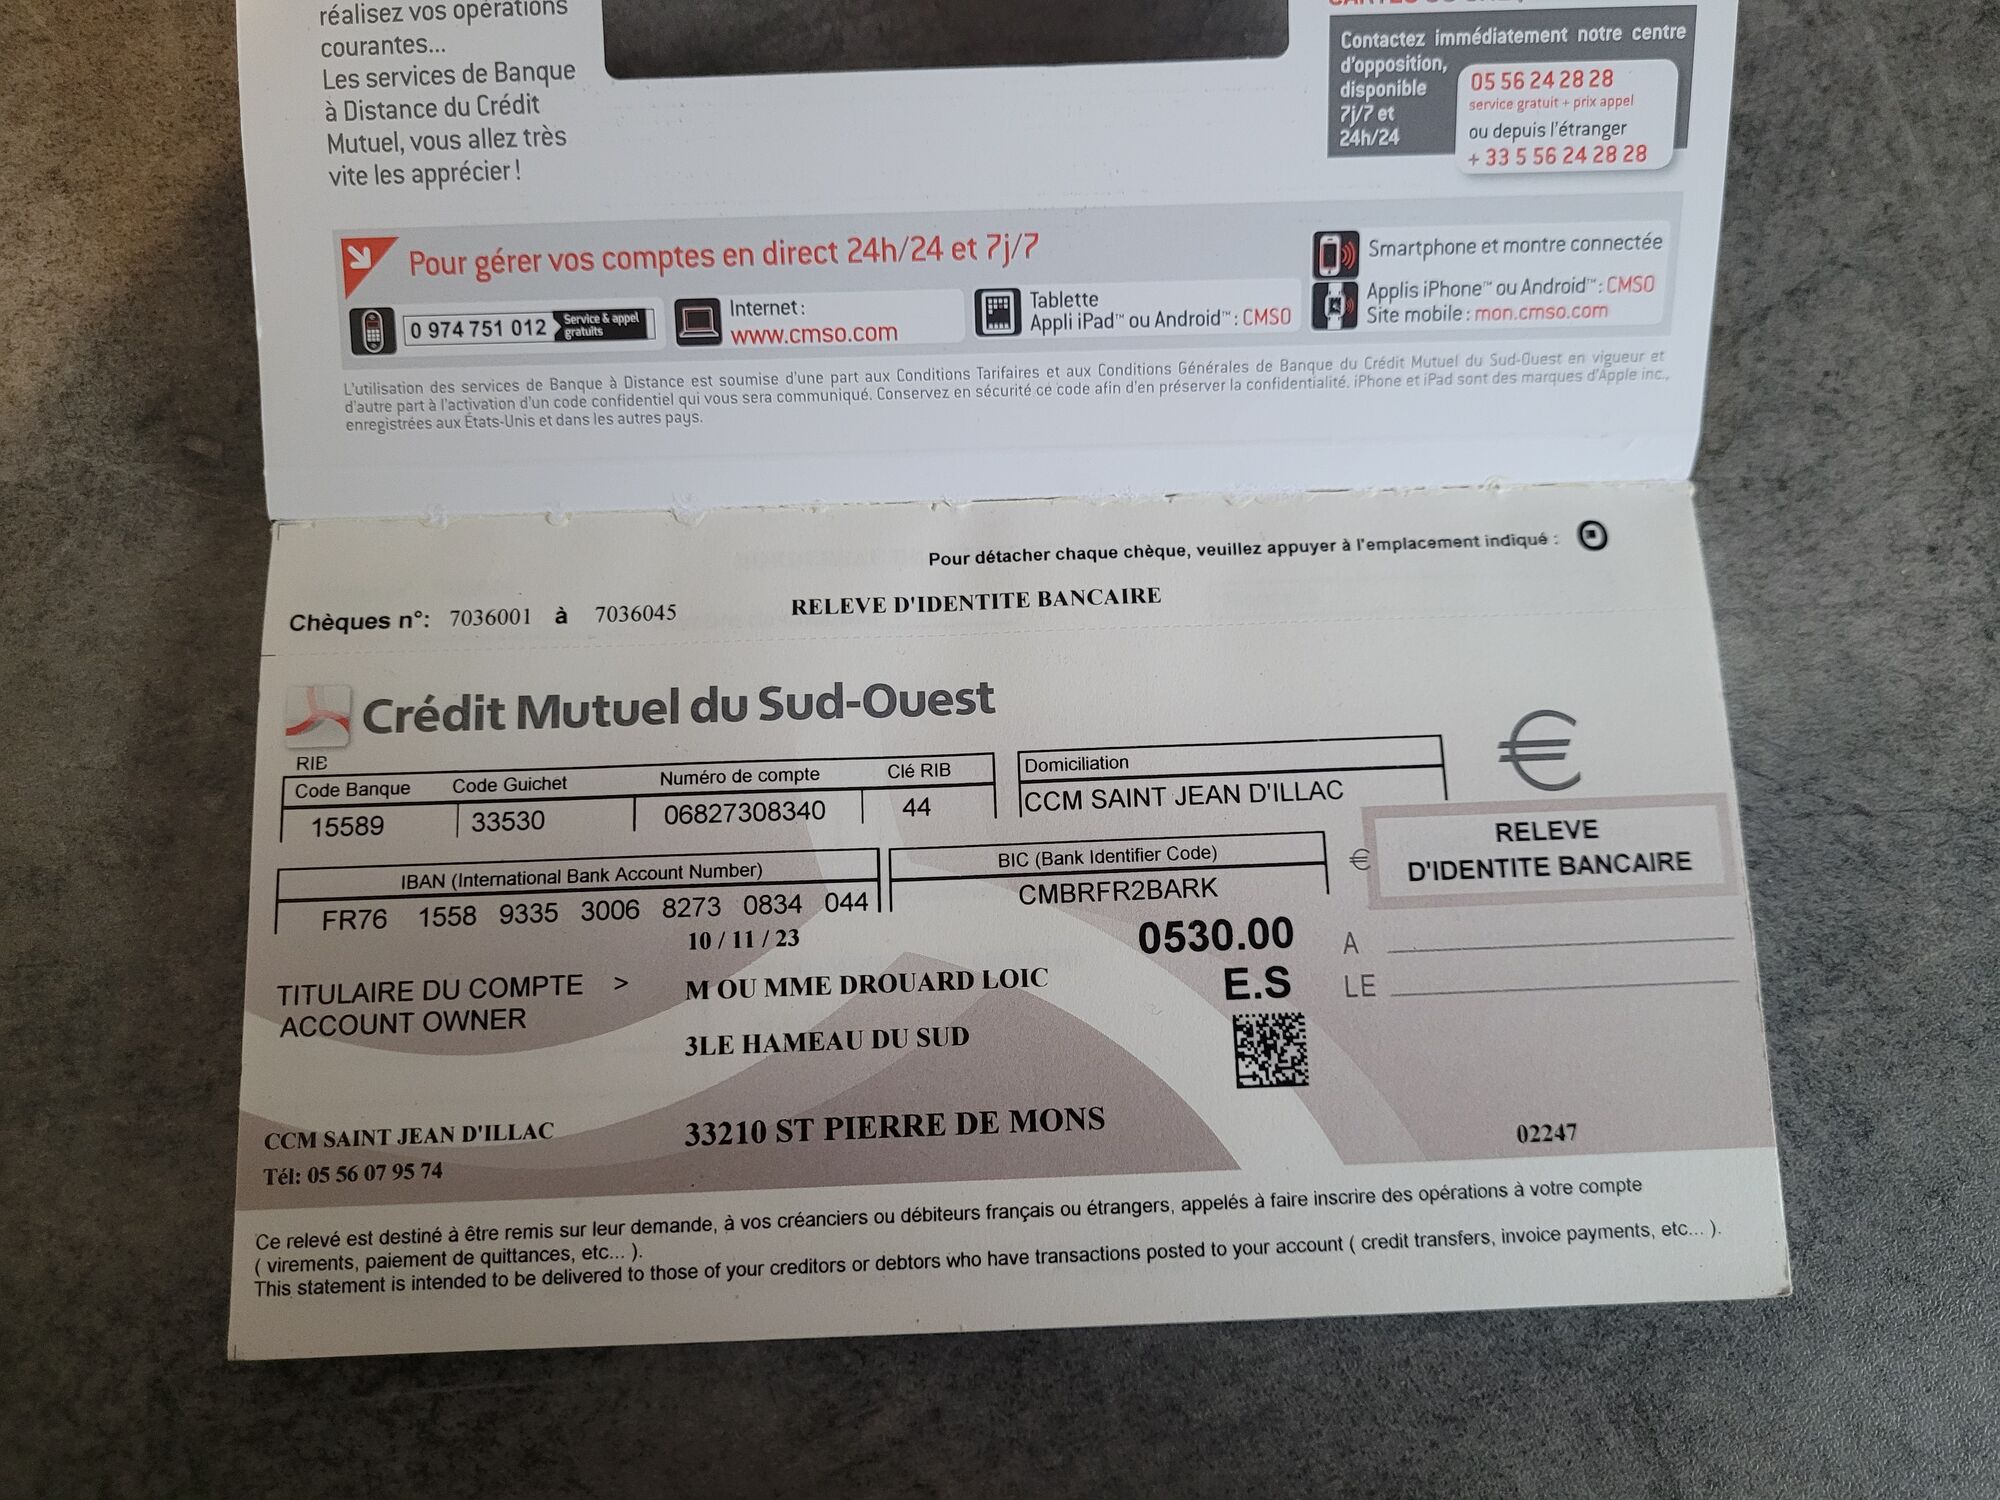 réalisez vos opérations
courantes...
Les services de Banque
à Distance du Crédit
Mutuel, vous allez très
vite les apprécier !
Contactez immédiatement notre centre
d'opposition,
disponible
7j/7 et
24h/24
05 56 24 28 28
service gratuit + prix appel
ou depuis l'étranger
+ 33 5 56 24 28 28
Pour gérer vos comptes en direct 24h/24 et 7j/7
0 974 751 012 Service & appel gratuits
Internet :
www.cmso.com
Tablette
Appli iPad™ ou Android™ : CMSO
Smartphone et montre connectée
Applis iPhone™ ou Android™ : CMSO
Site mobile : mon.cmso.com
L'utilisation des services de Banque à Distance est soumise d'une part aux Conditions Tarifaires et aux Conditions Générales de Banque du Crédit Mutuel du Sud-Ouest en vigueur et
d'autre part à l'activation d'un code confidentiel qui vous sera communiqué. Conservez en sécurité ce code afin d'en préserver la confidentialité. iPhone et iPad sont des marques d'Apple inc.,
enregistrées aux États-Unis et dans les autres pays.
Pour détacher chaque chèque, veuillez appuyer à l'emplacement indiqué :
Chèques n°: 7036001 à 7036045
RELEVE D'IDENTITE BANCAIRE
Crédit Mutuel du Sud-Ouest
RIB
Code Banque Code Guichet Numéro de compte Clé RIB
15589 33530 06827308340 44
Domiciliation
CCM SAINT JEAN D'ILLAC
€
RELEVE
D'IDENTITE BANCAIRE
IBAN (International Bank Account Number)
FR76 1558 9335 3006 8273 0834 044
BIC (Bank Identifier Code)
CMBRFR2BARK
€
10 / 11 / 23
0530.00
A
TITULAIRE DU COMPTE >
ACCOUNT OWNER
M OU MME DROUARD LOIC
E.S
LE
3LE HAMEAU DU SUD
33210 ST PIERRE DE MONS
CCM SAINT JEAN D'ILLAC
Tél: 05 56 07 95 74
02247
Ce relevé est destiné à être remis sur leur demande, à vos créanciers ou débiteurs français ou étrangers, appelés à faire inscrire des opérations à votre compte
( virements, paiement de quittances, etc... ).
This statement is intended to be delivered to those of your creditors or debtors who have transactions posted to your account ( credit transfers, invoice payments, etc... ).